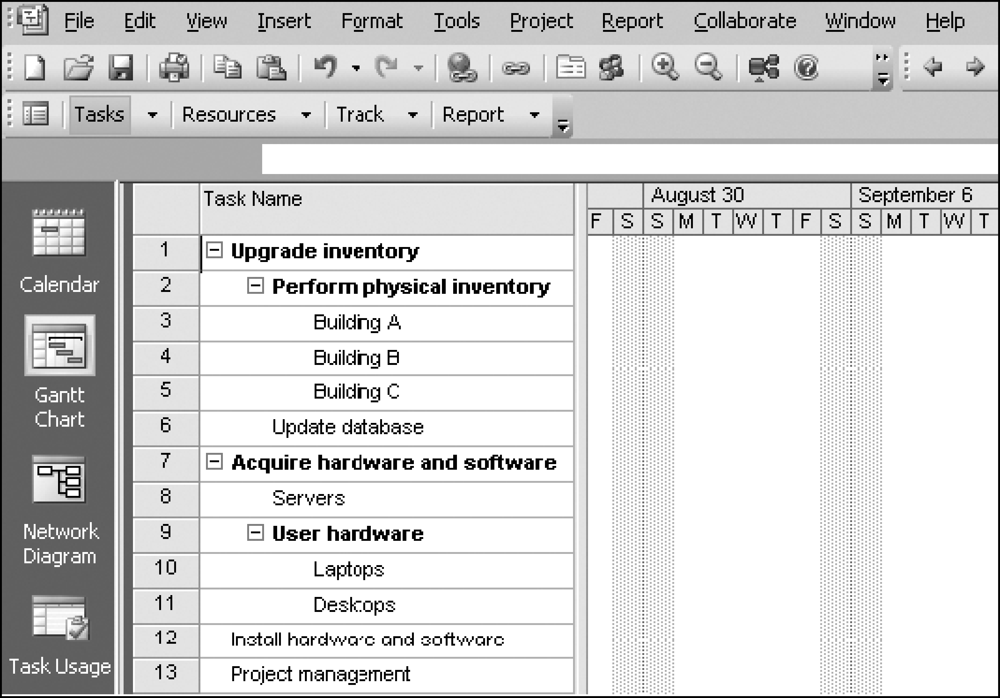 File Edit View Insert Format Tools Project Report Collaborate Window Help
Tasks Resources Track Report
Task Name
August 30 September 6
F S S M T W T F S S M T W T
1 Upgrade inventory
2 Perform physical inventory
3 Building A
4 Building B
5 Building C
6 Update database
7 Acquire hardware and software
8 Servers
9 User hardware
10 Laptops
11 Desktops
12 Install hardware and software
13 Project management
Calendar
Gantt
Chart
Network
Diagram
Task Usage